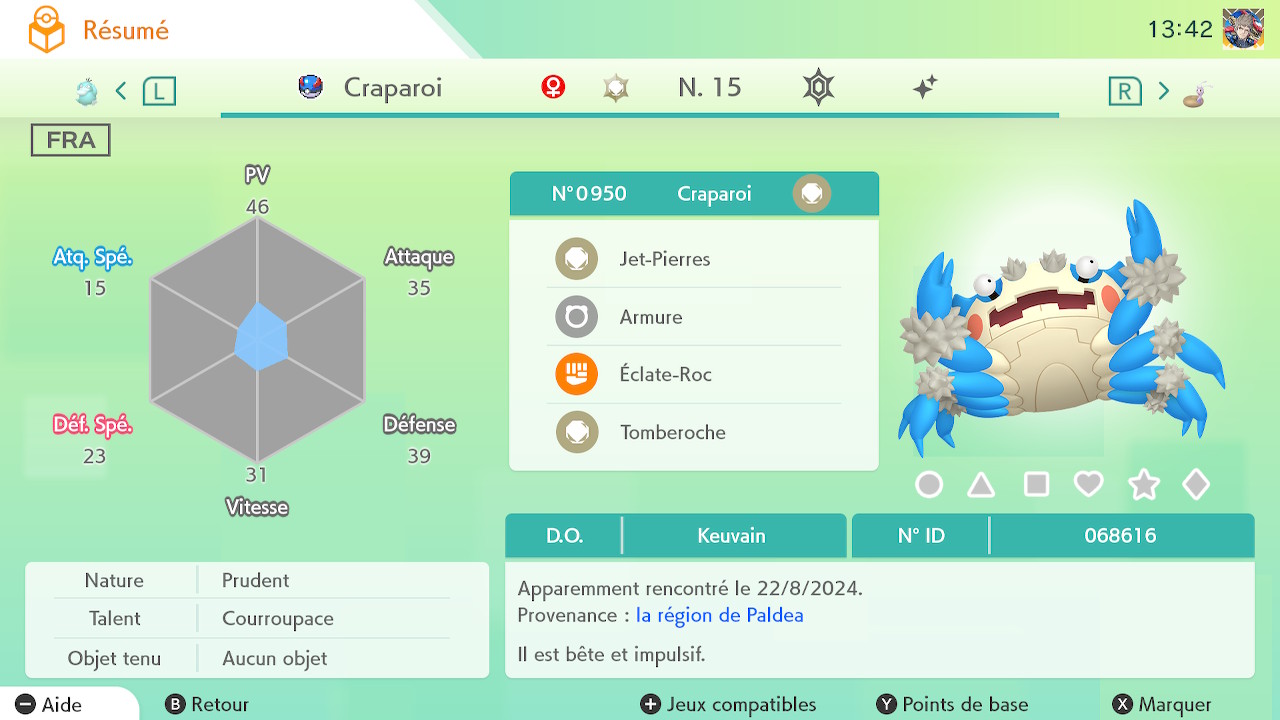 Résumé
13:42
L
Craparoi
N. 15
R
FRA
PV
46
Atq. Spé.
15
Attaque
35
Déf. Spé.
23
Défense
39
31
Vitesse
N°0950 Craparoi
Jet-Pierres
Armure
Éclate-Roc
Tomberoche
D.O. Keuvain
N° ID 068616
Nature Prudent
Talent Courroupace
Objet tenu Aucun objet
Apparemment rencontré le 22/8/2024.
Provenance : la région de Paldea
Il est bête et impulsif.
Aide
B Retour
Jeux compatibles
Y Points de base
X Marquer